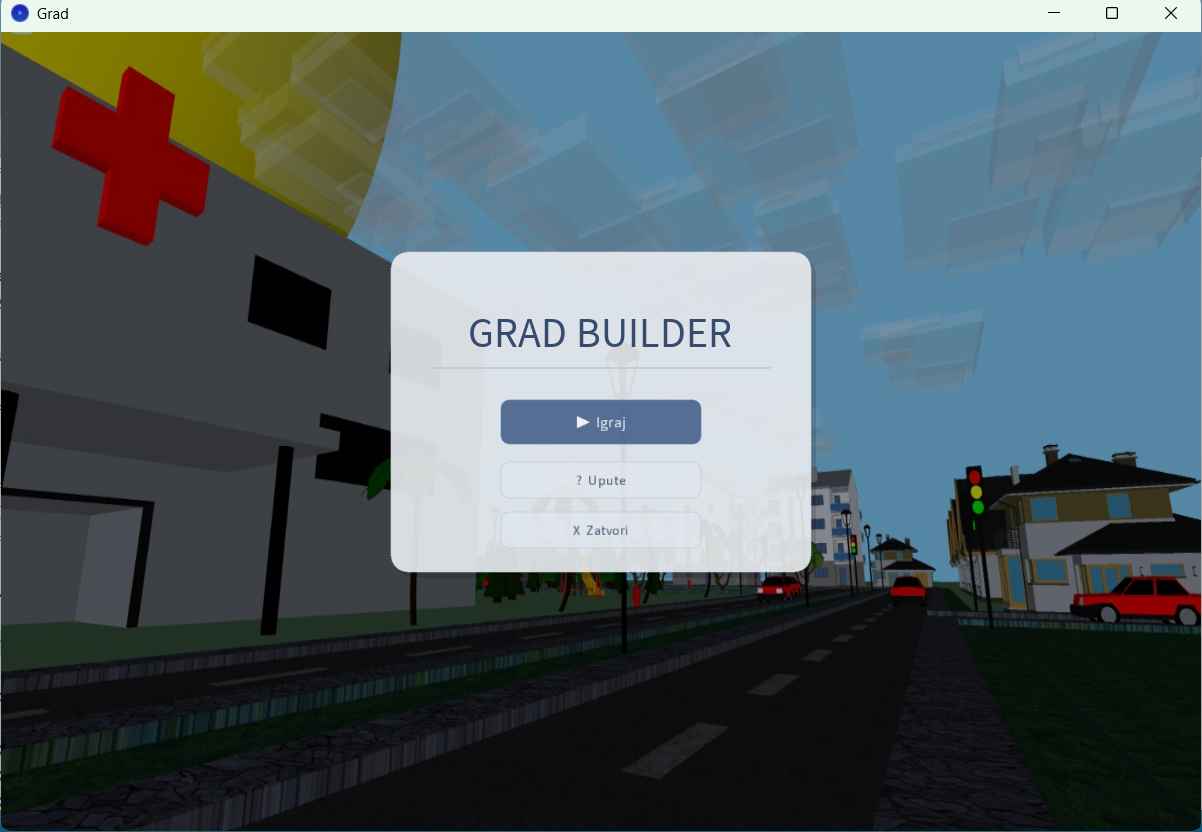 Grad
GRAD BUILDER
▶ Igraj
? Upute
X Zatvori